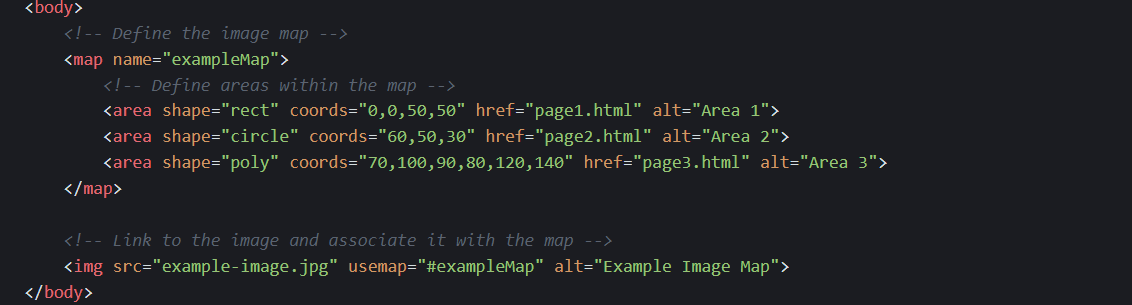 <body>
<!-- Define the image map -->
<map name="exampleMap">
<!-- Define areas within the map -->
<area shape="rect" coords="0,0,50,50" href="page1.html" alt="Area 1">
<area shape="circle" coords="60,50,30" href="page2.html" alt="Area 2">
<area shape="poly" coords="70,100,90,80,120,140" href="page3.html" alt="Area 3">
</map>
<!-- Link to the image and associate it with the map -->
<img src="example-image.jpg" usemap="#exampleMap" alt="Example Image Map">
</body>